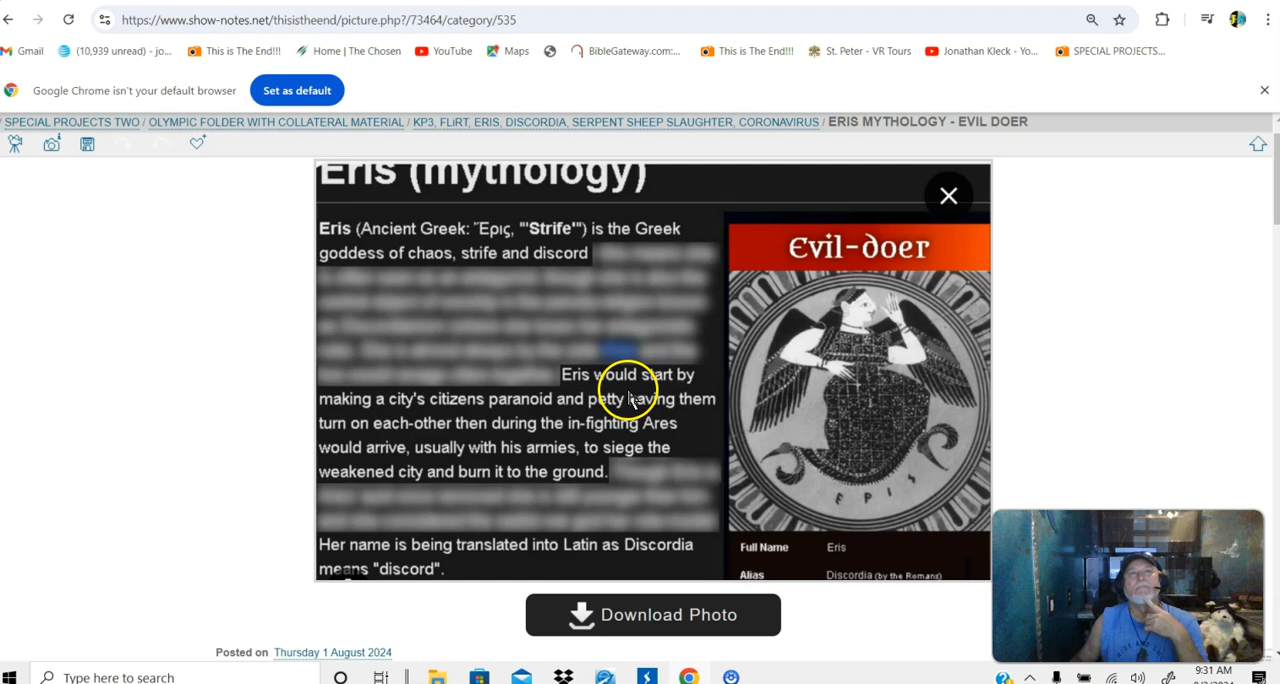 https://www.show-notes.net/thisistheend/picture.php?/73464/category/535
Gmail
(10,939 unread) - jo...
This is The End!!!
Home | The Chosen
YouTube
Maps
BibleGateway.com:...
This is The End!!!
St. Peter - VR Tours
Jonathan Kleck - Yo...
SPECIAL PROJECTS...
Google Chrome isn't your default browser
Set as default
/ SPECIAL PROJECTS TWO / OLYMPIC FOLDER WITH COLLATERAL MATERIAL / KP3, FLiRT, ERIS, DISCORDIA, SERPENT SHEEP SLAUGHTER, CORONAVIRUS / ERIS MYTHOLOGY - EVIL DOER
Eris (mythology)
Eris (Ancient Greek: Ἔρις, "'Strife'") is the Greek
goddess of chaos, strife and discord
Eris would start by
making a city's citizens paranoid and petty having them
turn on each-other then during the in-fighting Ares
would arrive, usually with his armies, to siege the
weakened city and burn it to the ground.
Her name is being translated into Latin as Discordia
means "discord".
Evil-doer
ΕΡΙΣ
Full Name Eris
Alias Discordia (by the Romans)
Download Photo
Posted on Thursday 1 August 2024
Type here to search
9:31 AM